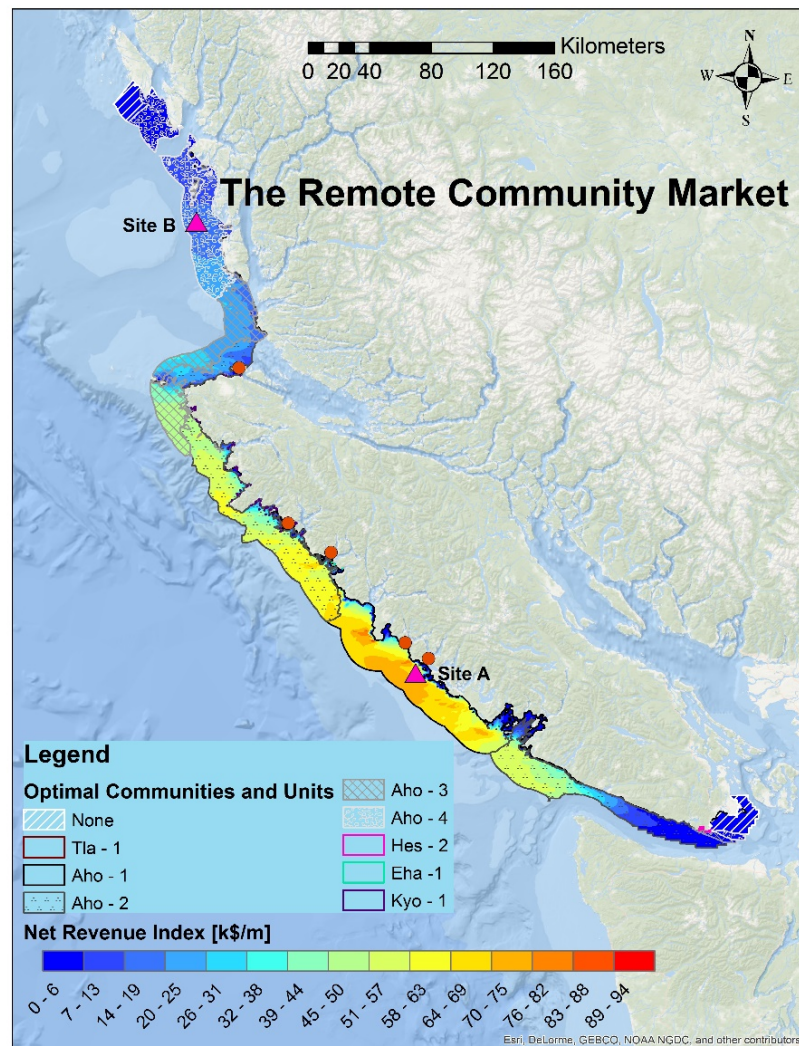 Kilometers
0 20 40 80 120 160
N
W E
S
The Remote Community Market
Site B
Site A
Legend
Optimal Communities and Units
None
Tla - 1
Aho - 1
Aho - 2
Aho - 3
Aho - 4
Hes - 2
Eha -1
Kyo - 1
Net Revenue Index [k$/m]
0 - 6
7 - 13
14 - 19
20 - 25
26 - 31
32 - 38
39 - 44
45 - 50
51 - 57
58 - 63
64 - 69
70 - 75
76 - 82
83 - 88
89 - 94
Esri, DeLorme, GEBCO, NOAA NGDC, and other contributors